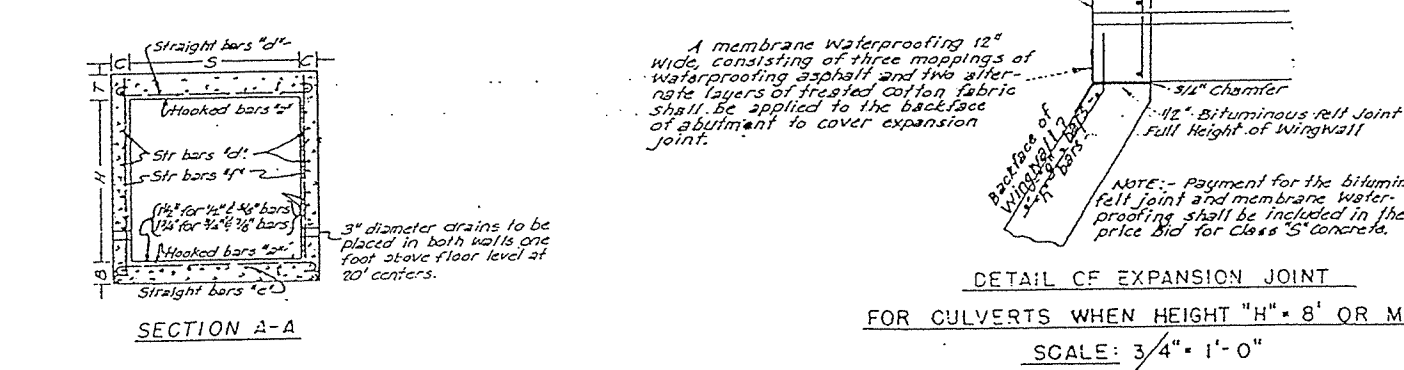 Straight bars "d"
C S C
T
Hooked bars "a"
Str bars "d"
H
Str bars "f"
1½" for ½" & ⅝" bars
1¾" for ¾" & ⅞" bars
Hooked bars "a"
B
Straight bars "c"
3" diameter drains to be
placed in both walls one
foot above floor level at
20' centers.
SECTION A-A
A membrane waterproofing 12"
wide, consisting of three moppings of
waterproofing asphalt and two alter-
nate layers of treated cotton fabric
shall be applied to the backface
of abutment to cover expansion
joint.
3/4" Chamfer
1/2" Bituminous felt Joint
Full Height of Wingwall
Backface of
Wingwall
bars
bars
NOTE:- Payment for the bitumin
felt joint and membrane water-
proofing shall be included in the
price Bid for Class "S" Concrete.
DETAIL OF EXPANSION JOINT
FOR CULVERTS WHEN HEIGHT "H" = 8' OR M
SCALE: 3/4" = 1'-0"